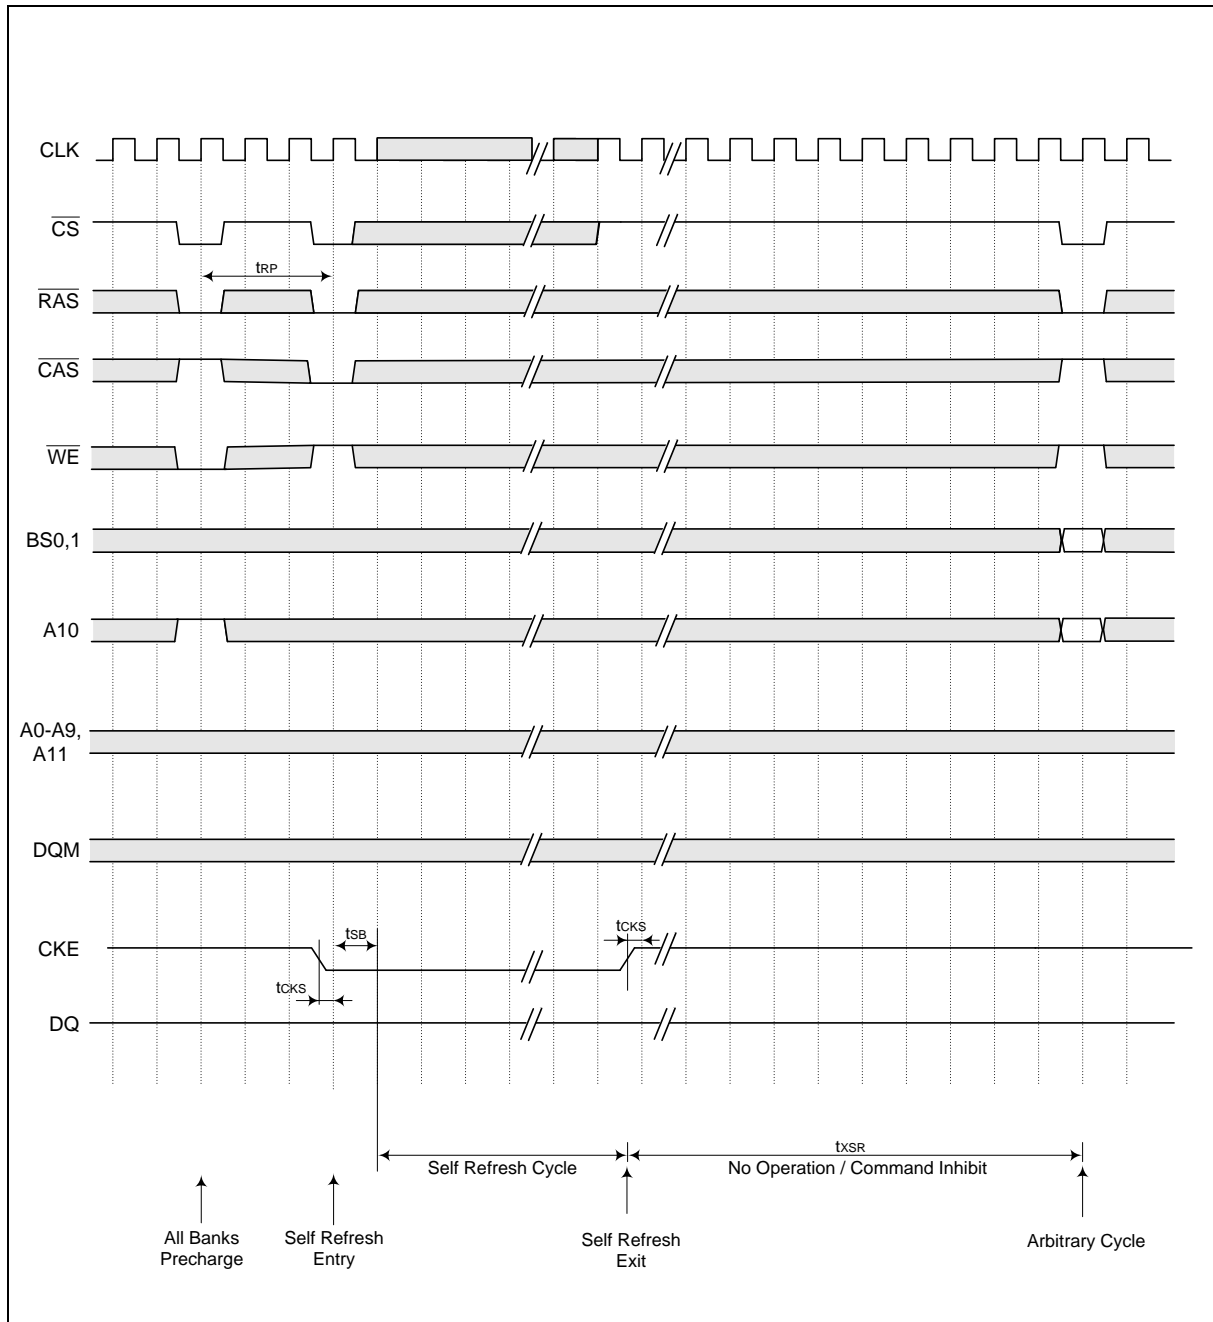 CLK
CS
tRP
RAS
CAS
WE
BS0,1
A10
A0-A9,
A11
DQM
tSB
tCKS
CKE
tCKS
DQ
tXSR
Self Refresh Cycle
No Operation / Command Inhibit
All Banks
Precharge
Self Refresh
Entry
Self Refresh
Exit
Arbitrary Cycle